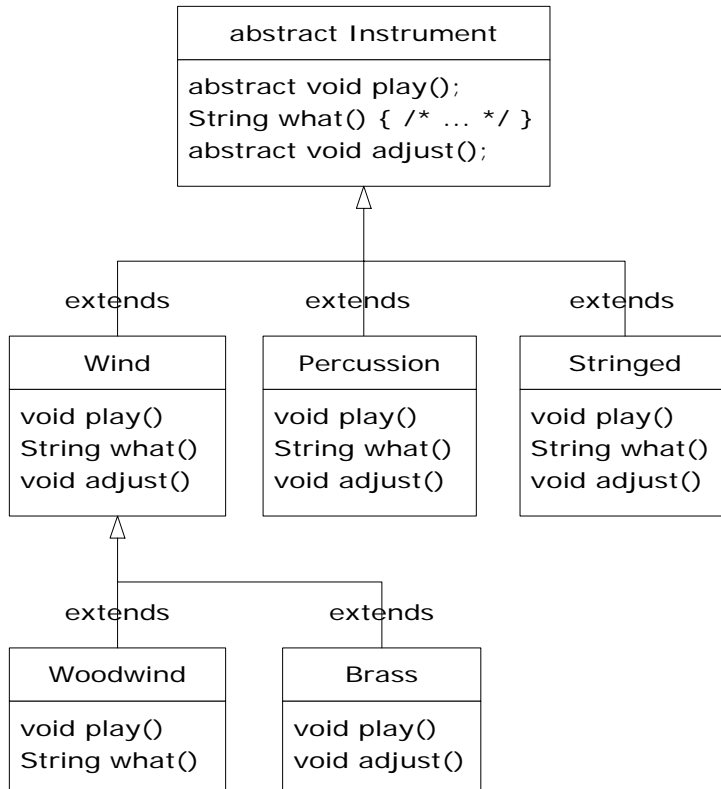 abstract Instrument
abstract void play();
String what() { /* ... */ }
abstract void adjust();
extends
extends
extends
Wind
void play()
String what()
void adjust()
Percussion
void play()
String what()
void adjust()
Stringed
void play()
String what()
void adjust()
extends
extends
Woodwind
void play()
String what()
Brass
void play()
void adjust()